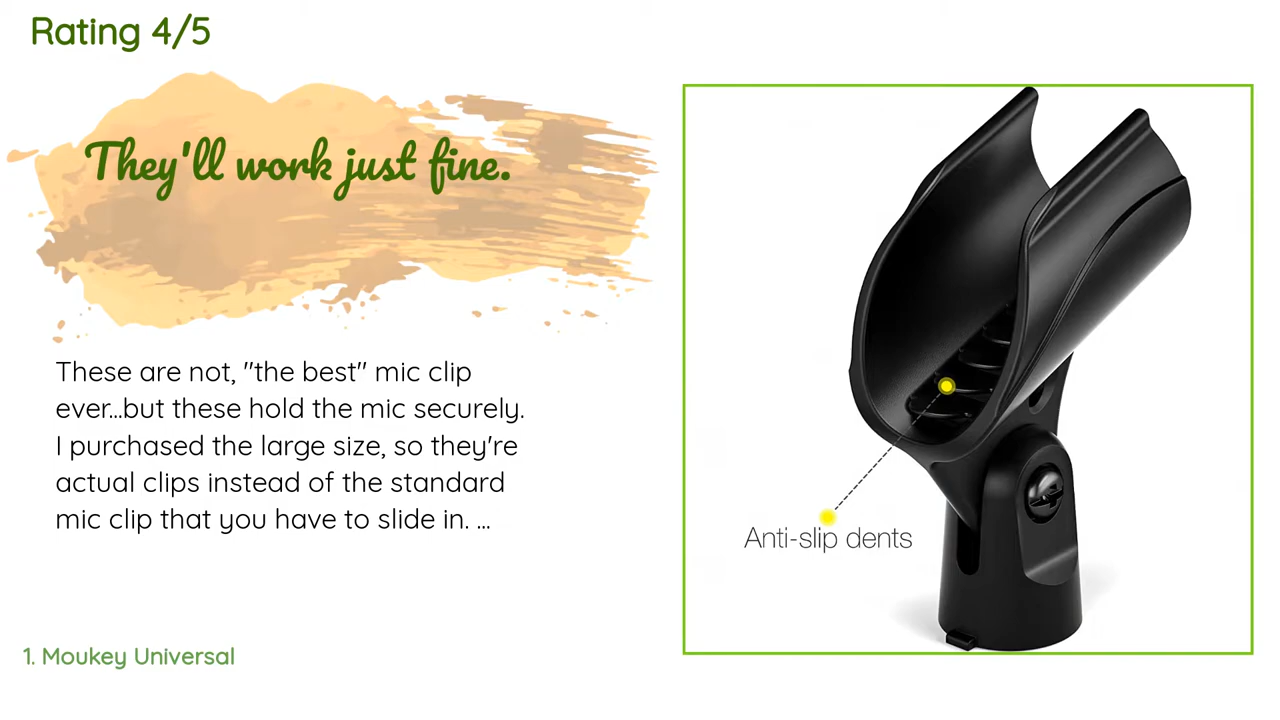 Rating 4/5
They'll work just fine.
These are not, "the best" mic clip
ever...but these hold the mic securely.
I purchased the large size, so they're
actual clips instead of the standard
mic clip that you have to slide in. ...
Anti-slip dents
1. Moukey Universal